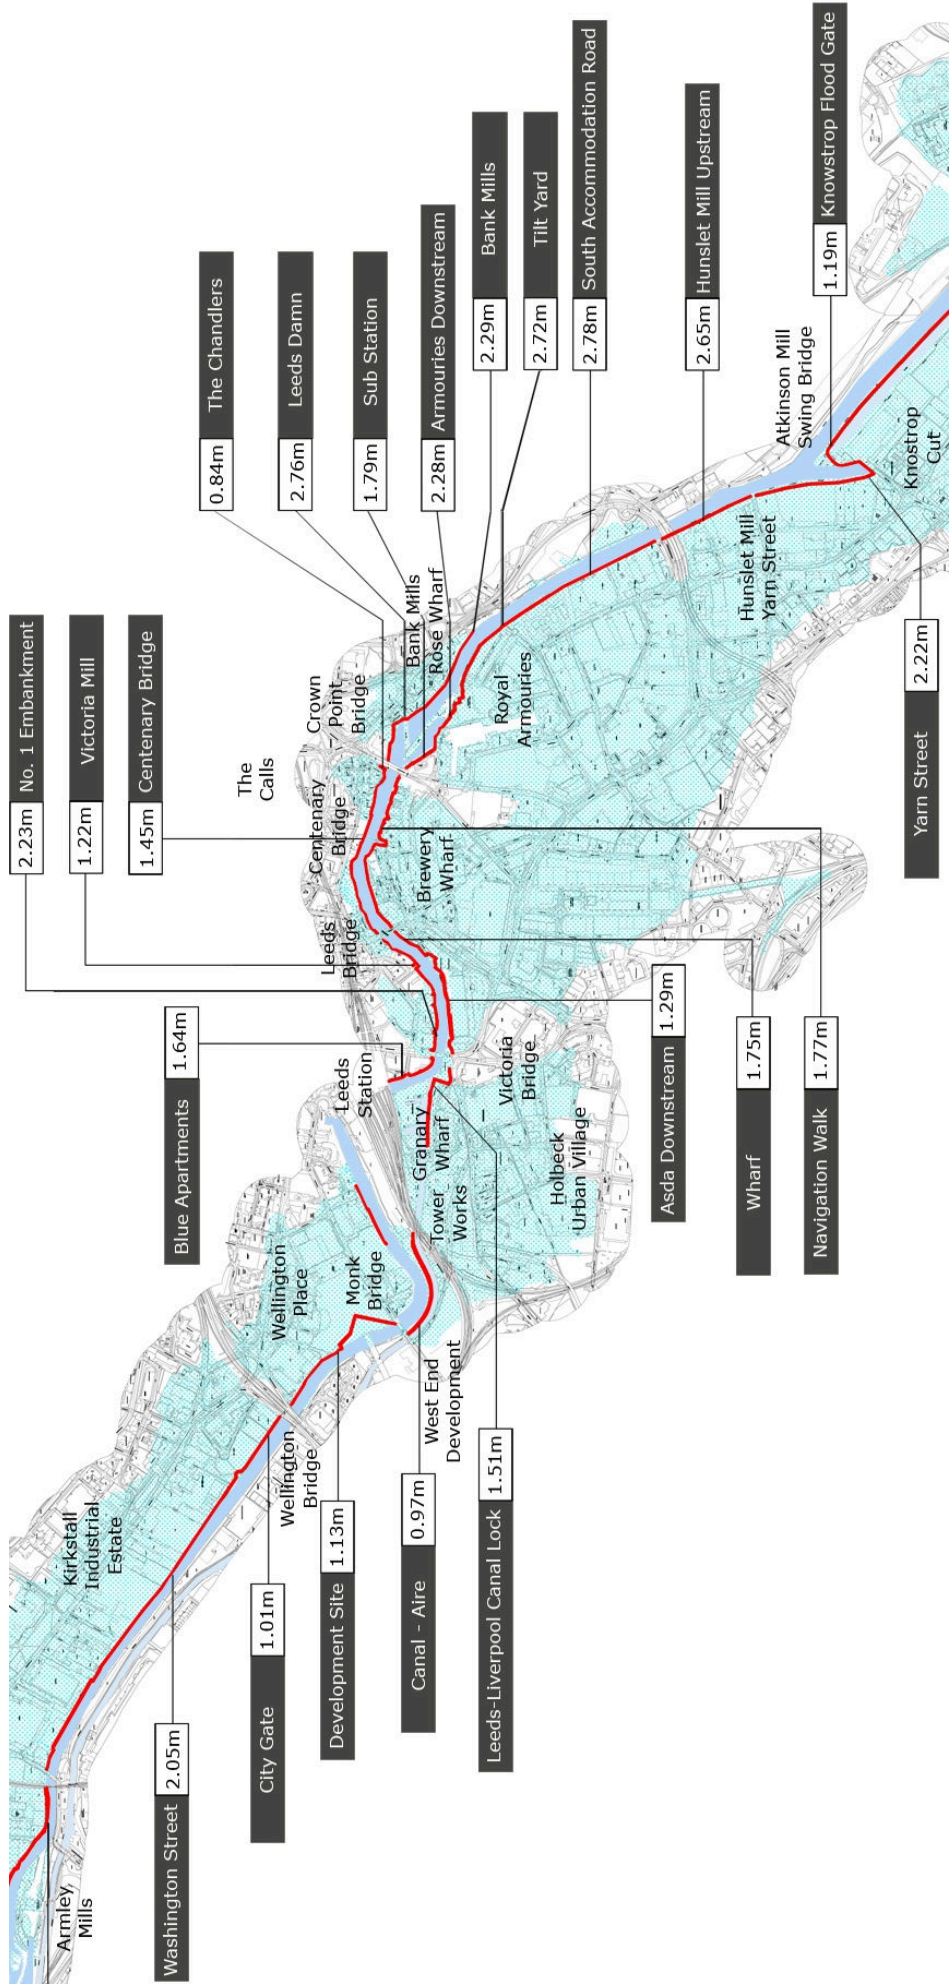 No. 1 Embankment
2.23m
Victoria Mill
1.22m
Centenary Bridge
1.45m
The Chandlers
0.84m
Leeds Damn
2.76m
Sub Station
1.79m
Armouries Downstream
2.28m
Bank Mills
2.29m
Tilt Yard
2.72m
South Accommodation Road
2.78m
Hunslet Mill Upstream
2.65m
Knowstrop Flood Gate
1.19m
Blue Apartments
1.64m
Kirkstall
Industrial
Estate
Armley
Mills
Wellington
Place
Wellington
Bridge
Monk
Bridge
West End
Development
Leeds
Station
Granary
Wharf
Tower
Works
Holbeck
Urban Village
Victoria
Bridge
Leeds
Bridge
Brewery
Wharf
Centenary
Bridge
The
Calls
Crown
Point
Bridge
Bank Mills
Rose Wharf
Royal
Armouries
Hunslet Mill
Yarn Street
Atkinson Mill
Swing Bridge
Knostrop
Cut
Washington Street
2.05m
City Gate
1.01m
Development Site
1.13m
Canal - Aire
0.97m
Leeds-Liverpool Canal Lock
1.51m
Asda Downstream
1.29m
Wharf
1.75m
Navigation Walk
1.77m
Yarn Street
2.22m